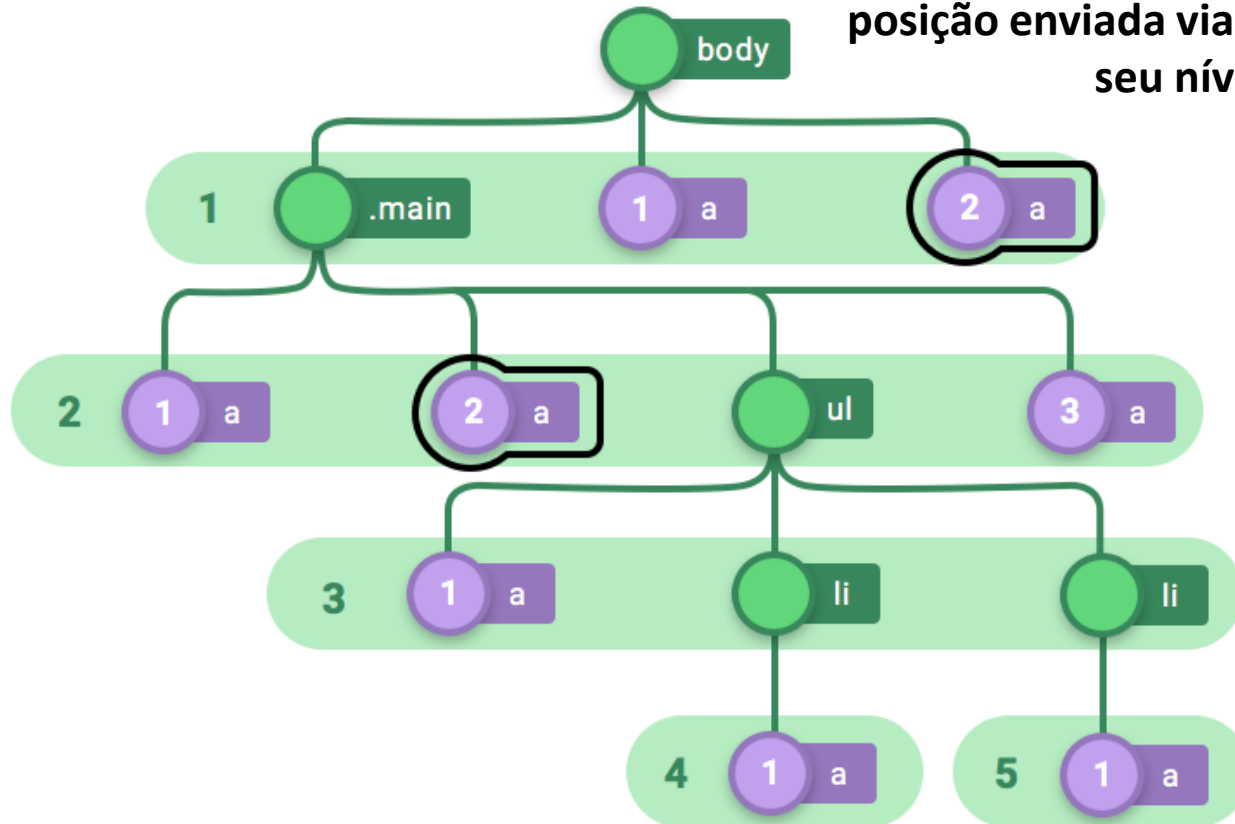 posição enviada via
seu nív
body
1 .main 1 a 2 a
2 1 a 2 a ul 3 a
3 1 a li li
4 1 a 5 1 a